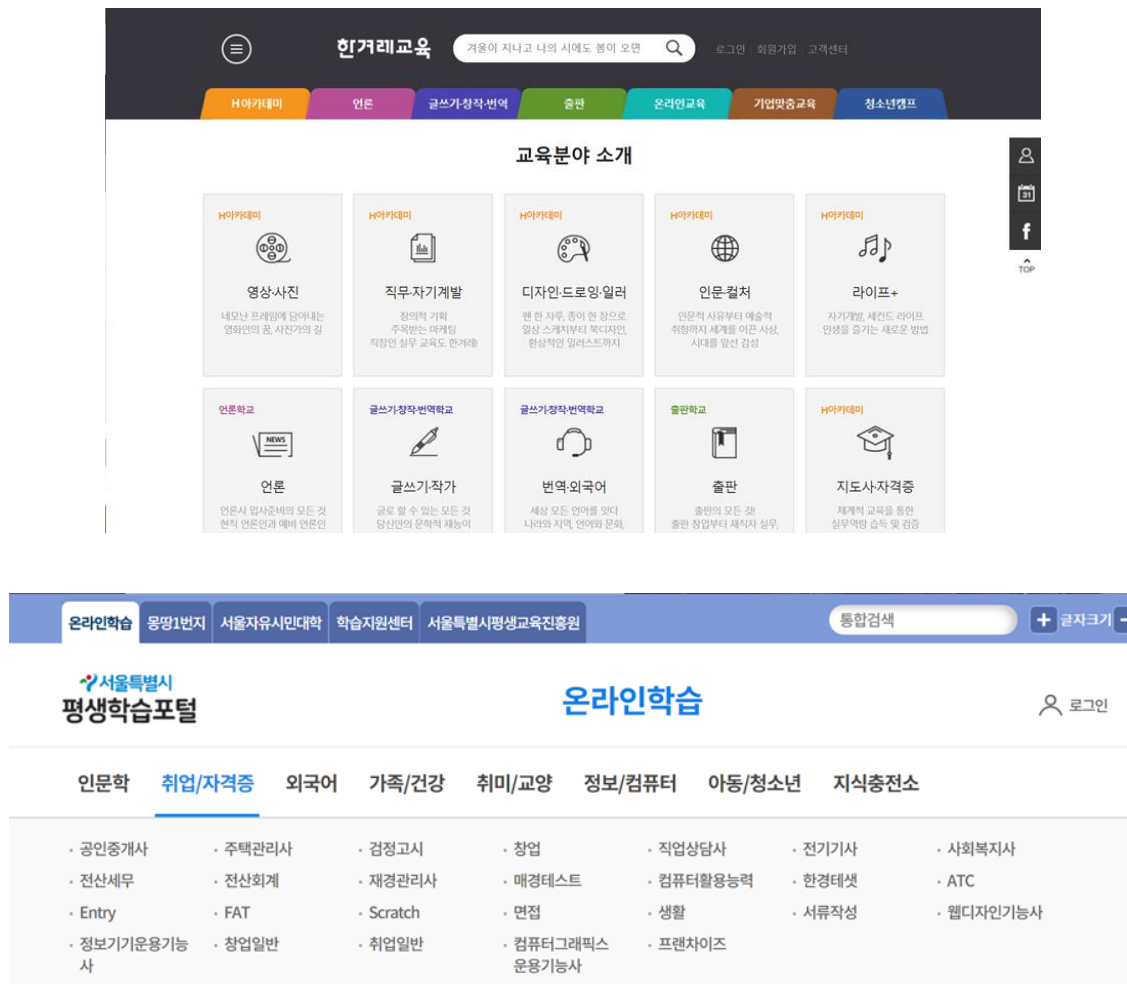 한겨레교육 겨울이 지나고 나의 시에도 봄이 오면 로그인 회원가입 고객센터
H아카데미 언론 글쓰기·창작·번역 출판 온라인교육 기업맞춤교육 청소년캠프
교육분야 소개
H아카데미 H아카데미 H아카데미 H아카데미 H아카데미
31
f
TOP
영상·사진 직무·자기계발 디자인·드로잉·일러 인문·컬처 라이프+
네모난 프레임에 담아내는 창의적 기획 펜 한 자루, 종이 한 장으로 인문적 사유부터 예술적 자기개발, 세컨드 라이프
영화인의 꿈, 사진가의 길 주목받는 마케팅 일상 스케치부터 북디자인, 취향까지 세계를 이끈 사상, 인생을 즐기는 새로운 방법
직장인 실무 교육도 한겨레! 환상적인 일러스트까지 시대를 앞선 감성
언론학교 글쓰기·창작·번역학교 글쓰기·창작·번역학교 출판학교 H아카데미
NEWS
언론 글쓰기·작가 번역·외국어 출판 지도사·자격증
언론사 입사준비의 모든 것 글로 할 수 있는 모든 것 세상 모든 언어를 잇다 출판의 모든 것! 체계적 교육을 통한
현직 언론인과 예비 언론인 당신안의 문학적 재능이 나라와 지역, 언어와 문화, 출판 창업부터 재직자 실무, 실무역량 습득 및 검증
온라인학습 몽땅1번지 서울자유시민대학 학습지원센터 서울특별시평생교육진흥원 통합검색 + 글자크기 -
서울특별시
평생학습포털 온라인학습 로그인
인문학 취업/자격증 외국어 가족/건강 취미/교양 정보/컴퓨터 아동/청소년 지식충전소
· 공인중개사 · 주택관리사 · 검정고시 · 창업 · 직업상담사 · 전기기사 · 사회복지사
· 전산세무 · 전산회계 · 재경관리사 · 매경테스트 · 컴퓨터활용능력 · 한경테샛 · ATC
· Entry · FAT · Scratch · 면접 · 생활 · 서류작성 · 웹디자인기능사
· 정보기기운용기능 · 창업일반 · 취업일반 · 컴퓨터그래픽스 · 프랜차이즈
사 운용기능사